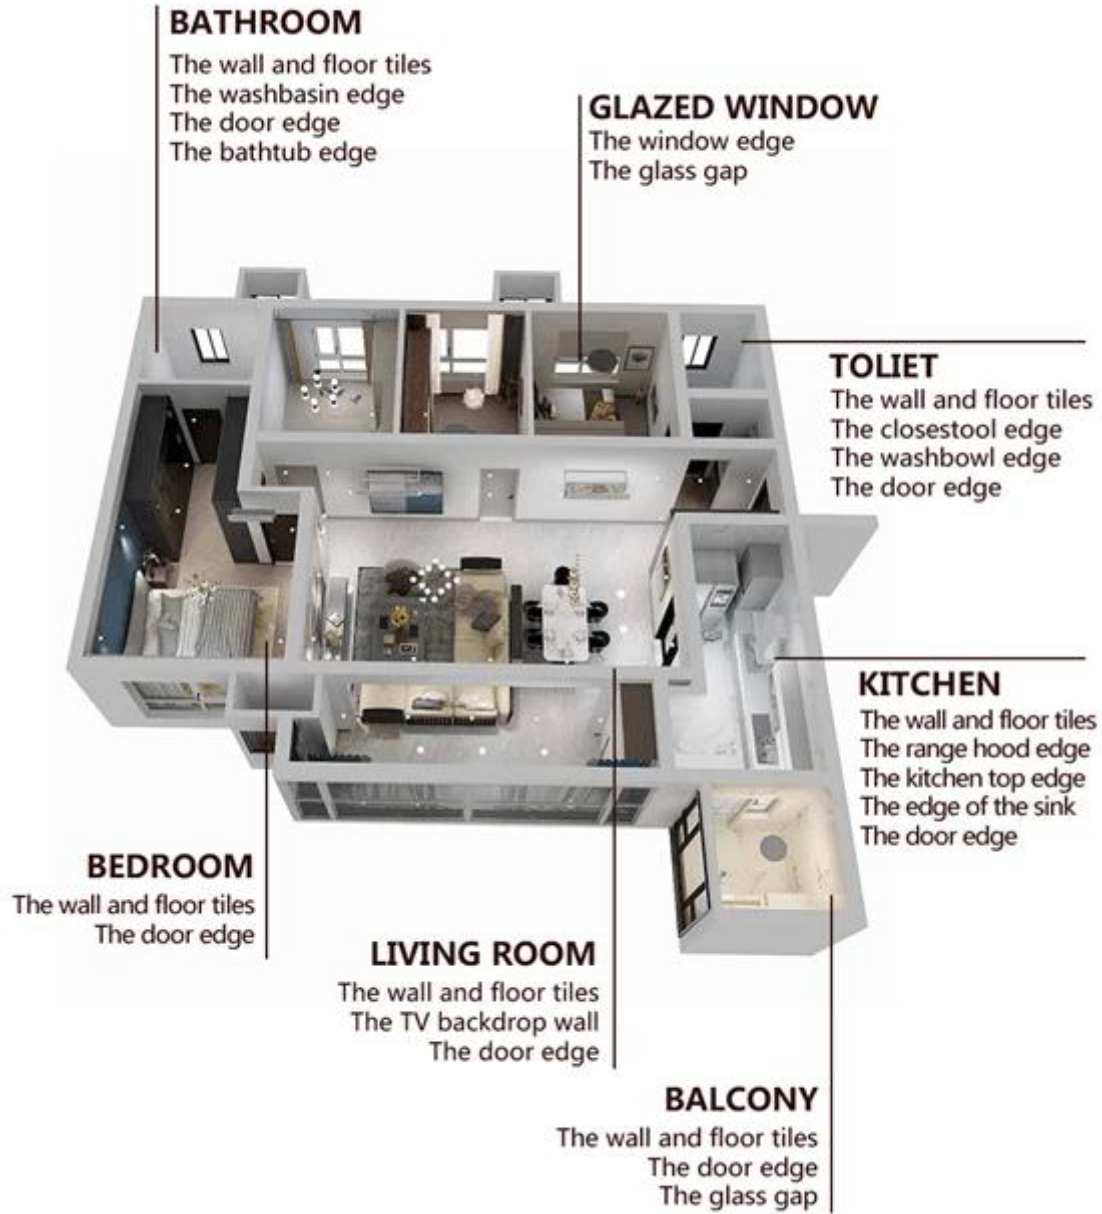 BATHROOM
The wall and floor tiles
The washbasin edge
The door edge
The bathtub edge
GLAZED WINDOW
The window edge
The glass gap
TOLIET
The wall and floor tiles
The closestool edge
The washbowl edge
The door edge
KITCHEN
The wall and floor tiles
The range hood edge
The kitchen top edge
The edge of the sink
The door edge
BEDROOM
The wall and floor tiles
The door edge
LIVING ROOM
The wall and floor tiles
The TV backdrop wall
The door edge
BALCONY
The wall and floor tiles
The door edge
The glass gap